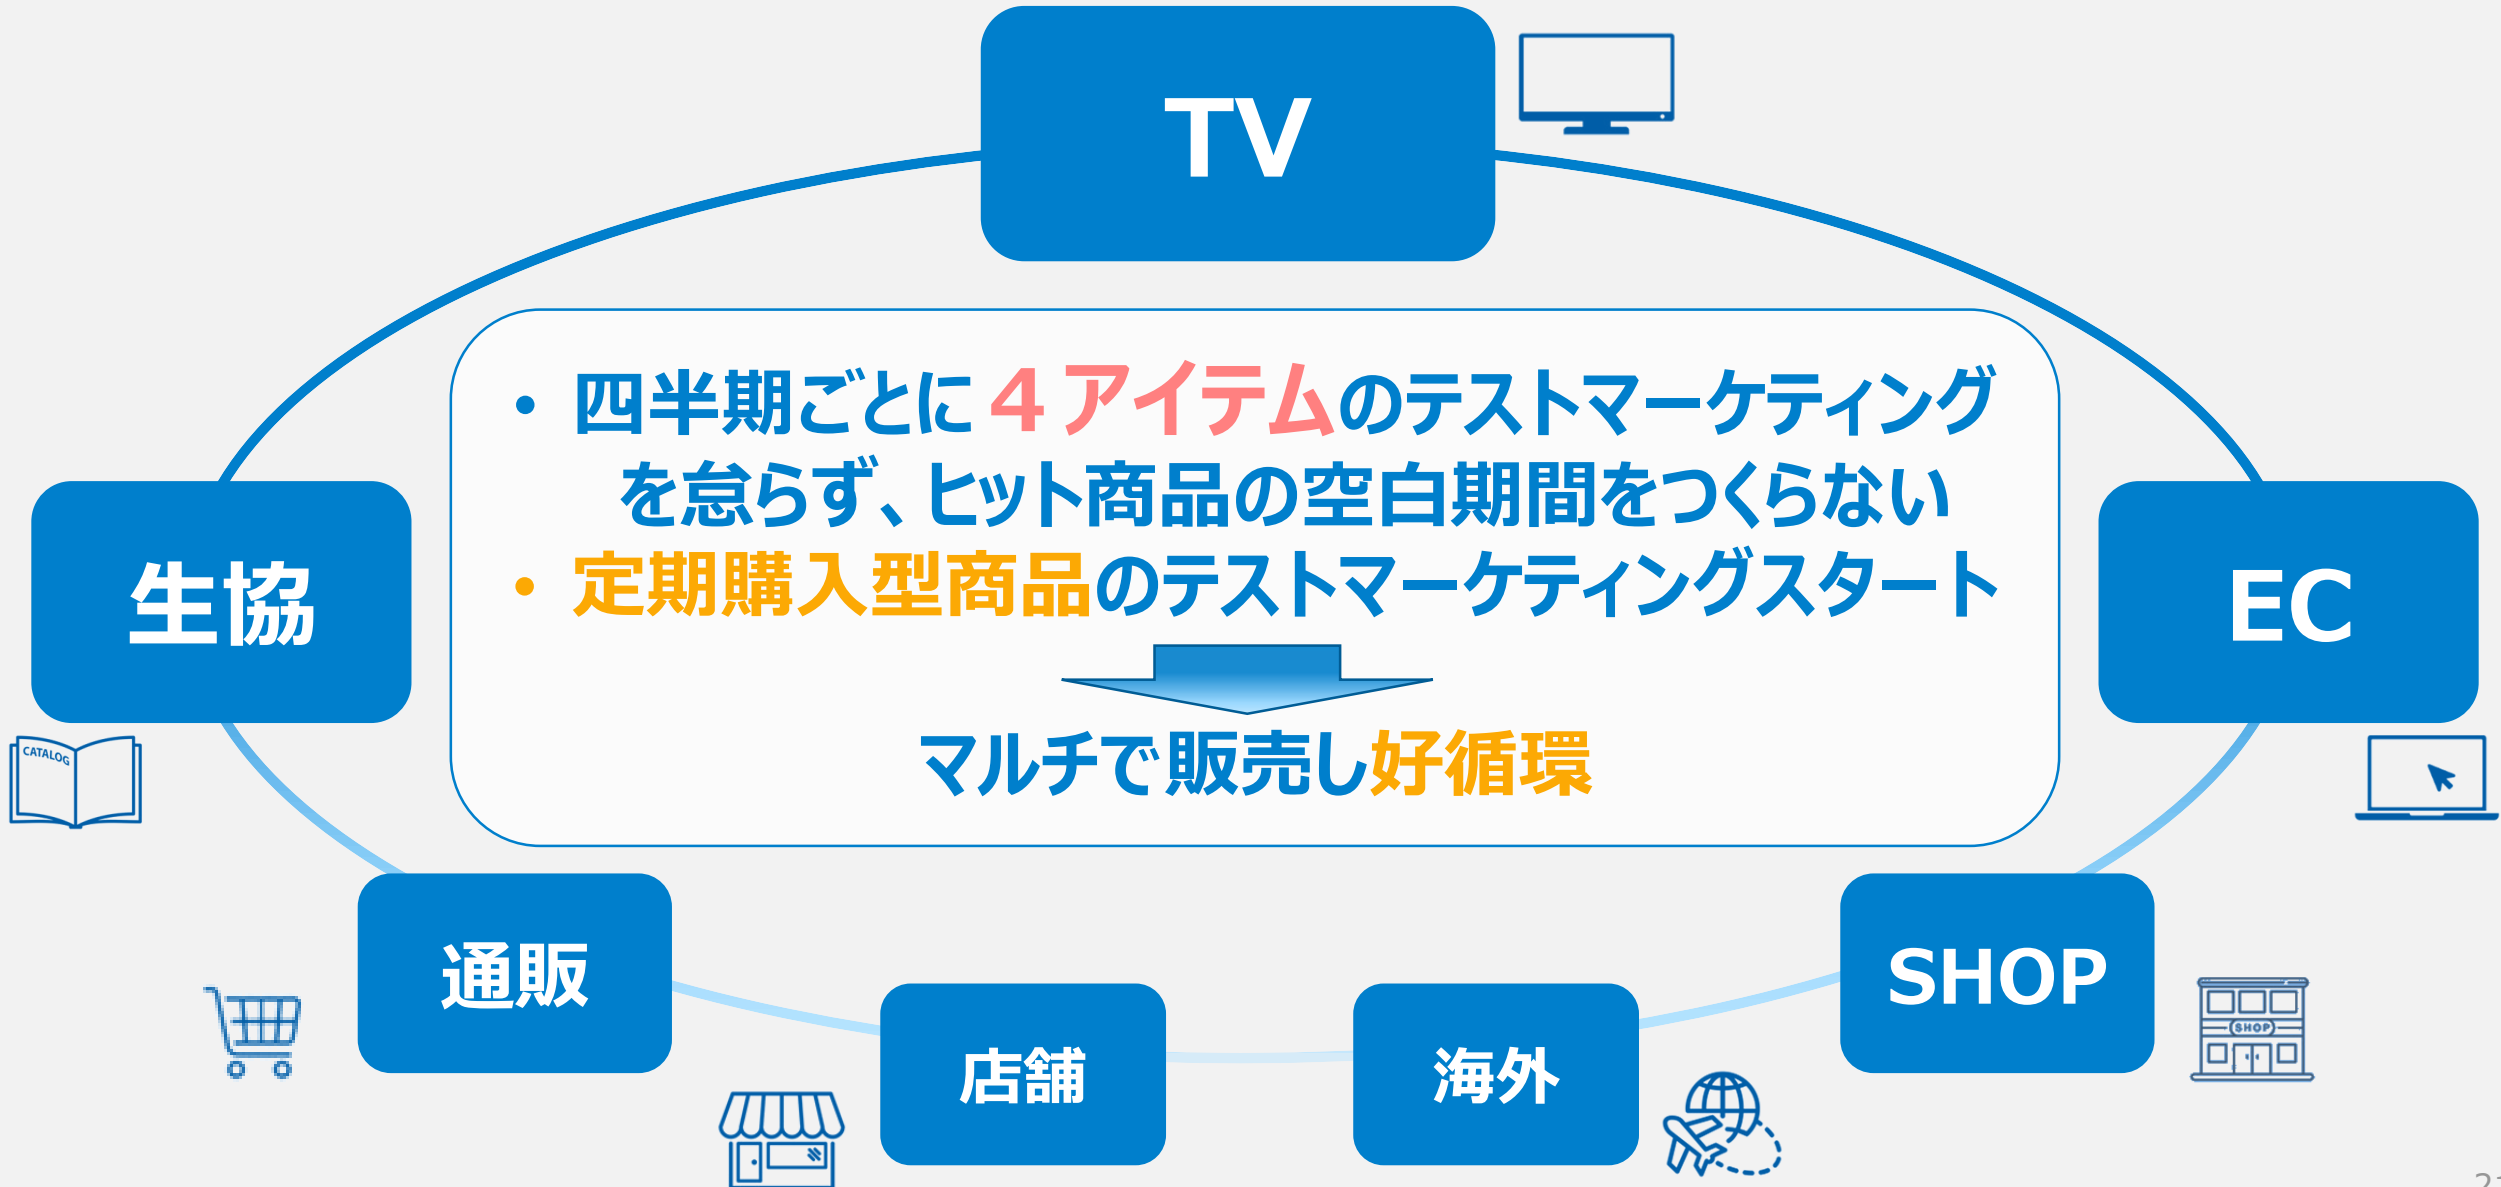 TV
・四半期ごとに４アイテムのテストマーケティング
を怠らず、ヒット商品の空白期間をつくらない
・定期購入型商品のテストマーケティングスタート
マルチで販売し好盾環
生協
EC
CATALOG
通販
SHOP
SHOP
店舗
海外